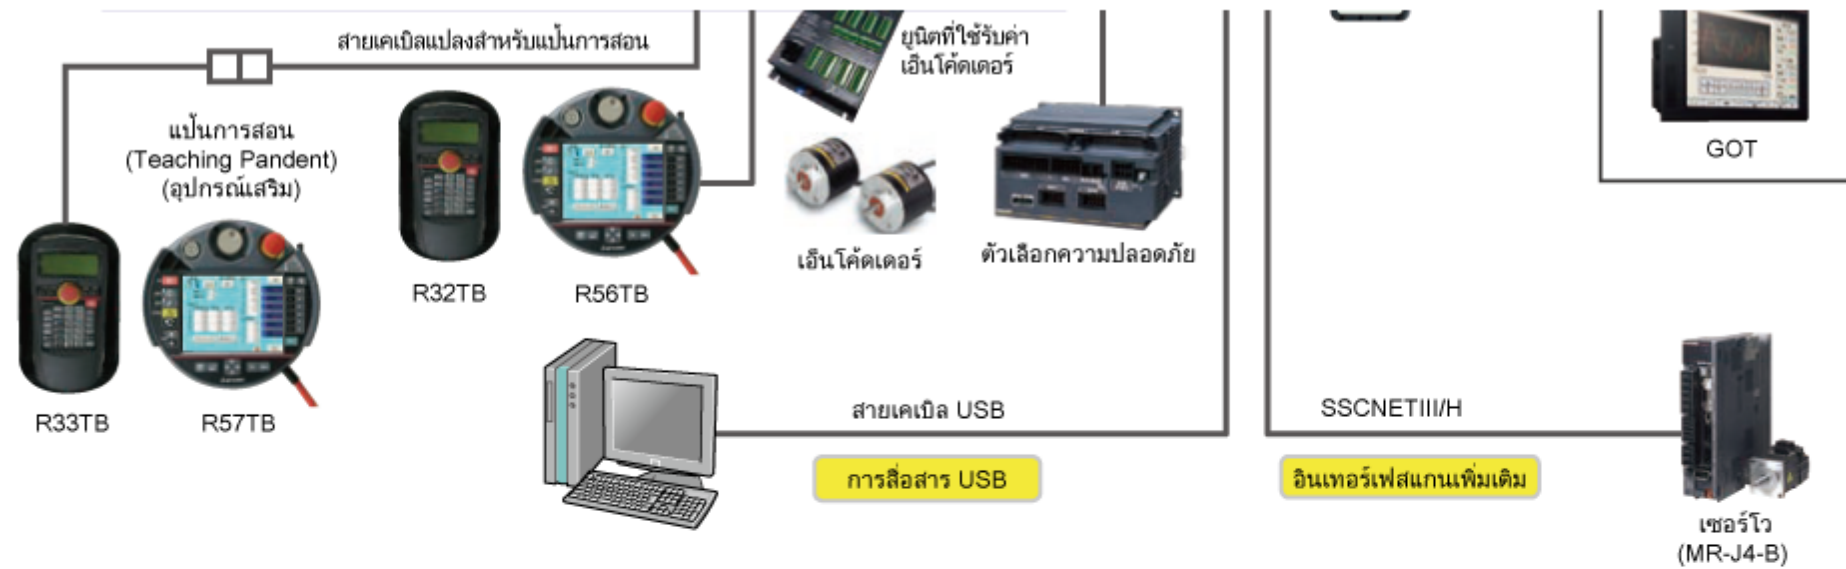 สายเคเบิลแปลงสำหรับแป้นการสอน
ยูนิตที่ใช้รับค่า
เอ็นโค้ดเดอร์
แป้นการสอน
(Teaching Pandent)
(อุปกรณ์เสริม)
GOT
เอ็นโค้ดเดอร์
ตัวเลือกความปลอดภัย
R32TB
R56TB
R33TB
R57TB
สายเคเบิล USB
การสื่อสาร USB
SSCNETIII/H
อินเทอร์เฟสแกนเพิ่มเติม
เซอร์โว
(MR-J4-B)